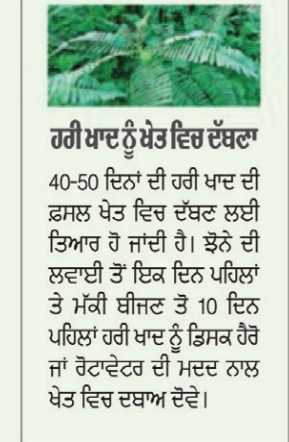 ਹਰੀ ਖਾਦ ਨੂੰ ਖੇਤ ਵਿਚ ਦੱਬਣਾ
40-50 ਦਿਨਾਂ ਦੀ ਹਰੀ ਖਾਦ ਦੀ
ਫ਼ਸਲ ਖੇਤ ਵਿਚ ਦੱਬਣ ਲਈ
ਤਿਆਰ ਹੋ ਜਾਂਦੀ ਹੈ। ਝੋਨੇ ਦੀ
ਲਵਾਈ ਤੋਂ ਇਕ ਦਿਨ ਪਹਿਲਾਂ
ਤੇ ਮੱਕੀ ਬੀਜਣ ਤੋਂ 10 ਦਿਨ
ਪਹਿਲਾਂ ਹਰੀ ਖਾਦ ਨੂੰ ਡਿਸਕ ਹੈਰੋ
ਜਾਂ ਰੋਟਾਵੇਟਰ ਦੀ ਮਦਦ ਨਾਲ
ਖੇਤ ਵਿਚ ਦਬਾਅ ਦੇਵੋ।